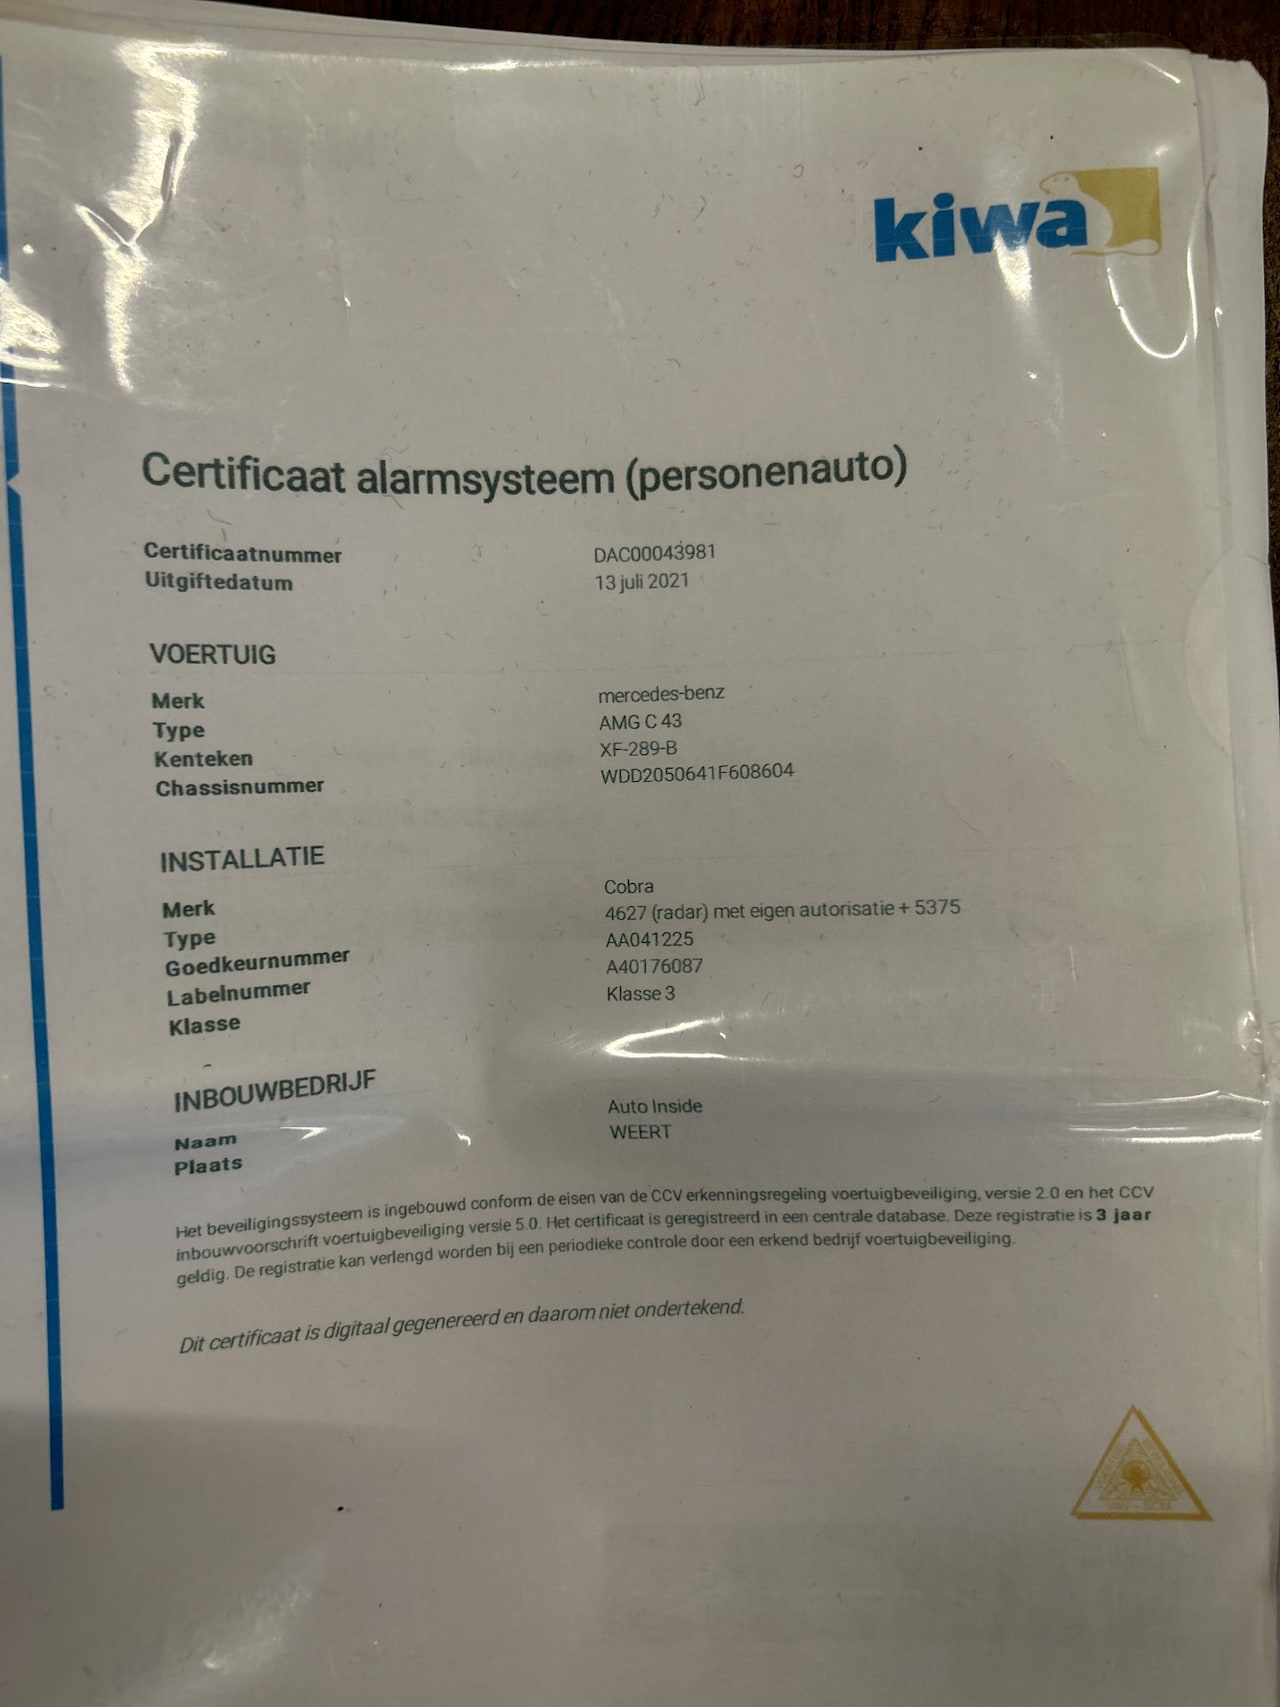 kiwa
Certificaat alarmsysteem (personenauto)
Certificaatnummer DAC00043981
Uitgiftedatum 13 juli 2021
VOERTUIG
Merk mercedes-benz
Type AMG C 43
Kenteken XF-289-B
Chassisnummer WDD2050641F608604
INSTALLATIE
Merk Cobra
Type 4627 (radar) met eigen autorisatie + 5375
Goedkeurnummer AA041225
Labelnummer A40176087
Klasse Klasse 3
INBOUWBEDRIJF
Naam Auto Inside
Plaats WEERT
Het beveiligingssysteem is ingebouwd conform de eisen van de CCV erkenningsregeling voertuigbeveiliging, versie 2.0 en het CCV
inbouwvoorschrift voertuigbeveiliging versie 5.0. Het certificaat is geregistreerd in een centrale database. Deze registratie is 3 jaar
geldig. De registratie kan verlengd worden bij een periodieke controle door een erkend bedrijf voertuigbeveiliging.
Dit certificaat is digitaal gegenereerd en daarom niet ondertekend.